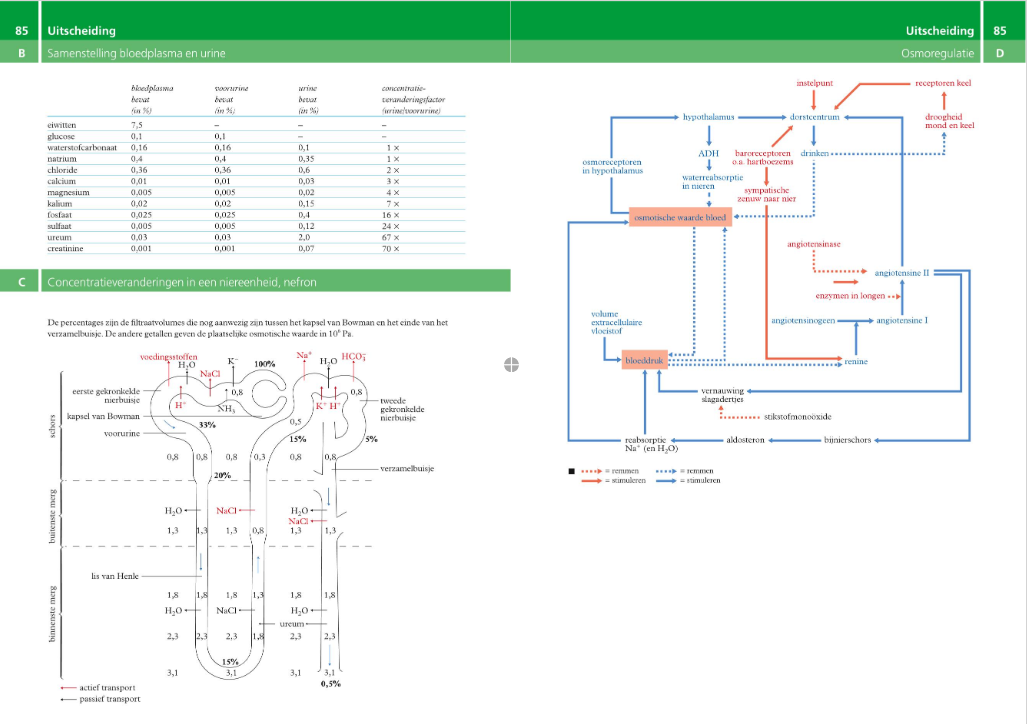 85 Uitscheiding
B Samenstelling bloedplasma en urine
bloedplasma voorurine urine concentratie-
bevat bevat bevat veranderingsfactor
(in %) (in %) (in %) (urine/voorurine)
eiwitten 7,5 – – –
glucose 0,1 0,1 – –
waterstofcarbonaat 0,16 0,16 0,1 1 ×
natrium 0,4 0,4 0,35 1 ×
chloride 0,36 0,36 0,6 2 ×
calcium 0,01 0,01 0,03 3 ×
magnesium 0,005 0,005 0,02 4 ×
kalium 0,02 0,02 0,15 7 ×
fosfaat 0,025 0,025 0,4 16 ×
sulfaat 0,005 0,005 0,12 24 ×
ureum 0,03 0,03 2,0 67 ×
crestinine 0,001 0,001 0,07 70 ×
C Concentratieveranderingen in een niereenheid, nefron
De percentages zijn de filtraatvolumes die nog aanwezig zijn tussen het kapsel van Bowman en het einde van het
verzamelbuisje. De andere getallen geven de plaatselijke osmotische waarde in 10⁶ Pa.
voedingsstoffen
H₂O
NaCl
K⁺
100%
Na⁺
H₂O
HCO₃⁻
eerste gekronkelde
nierbuisje
H⁺
0,8
NH₃
K⁺ H⁺
0,8
tweede
gekronkelde
nierbuisje
kapsel van Bowman
33%
0,5
voorurine
15%
5%
schors
0,8 0,8 0,8 0,3 0,8 0,8
verzamelbuisje
20%
buitenste merg
H₂O NaCl H₂O
NaCl
1,3 1,3 1,3 0,8 1,3 1,3
lis van Henle
binnenste merg
1,8 1,8 1,8 1,3 1,8 1,8
H₂O NaCl H₂O
ureum
2,3 2,3 2,3 1,8 2,3 2,3
15%
3,1 3,1 3,1 3,1
0,5%
actief transport
passief transport
Uitscheiding 85
Osmoregulatie D
instelpunt
receptoren keel
hypothalamus
dorstcentrum
droogheid
mond en keel
ADH
baroreceptoren
o.a. hartboezems
drinken
osmoreceptoren
in hypothalamus
waterreabsorptie
in nieren
sympatische
zenuw naar nier
osmotische waarde bloed
angiotensinase
angiotensine II
enzymen in longen
volume
extracellulaire
vloeistof
angiotensinogeen
angiotensine I
bloeddruk
renine
vernauwing
slagadertjes
stikstofmonoöxide
reabsorptie
Na⁺ (en H₂O)
aldosteron
bijnierschors
= remmen = remmen
= stimuleren = stimuleren